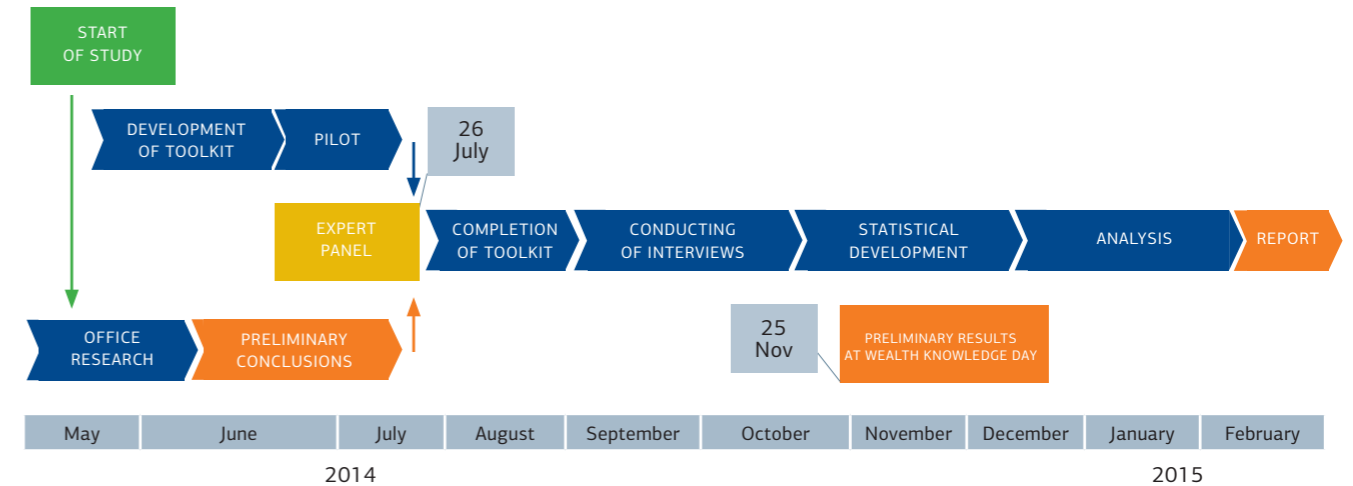 START
OF STUDY
DEVELOPMENT
OF TOOLKIT
PILOT
26
July
EXPERT
PANEL
COMPLETION
OF TOOLKIT
CONDUCTING
OF INTERVIEWS
STATISTICAL
DEVELOPMENT
ANALYSIS
REPORT
OFFICE
RESEARCH
PRELIMINARY
CONCLUSIONS
25
Nov
PRELIMINARY RESULTS
AT WEALTH KNOWLEDGE DAY
May
June
July
August
September
October
November
December
January
February
2014
2015